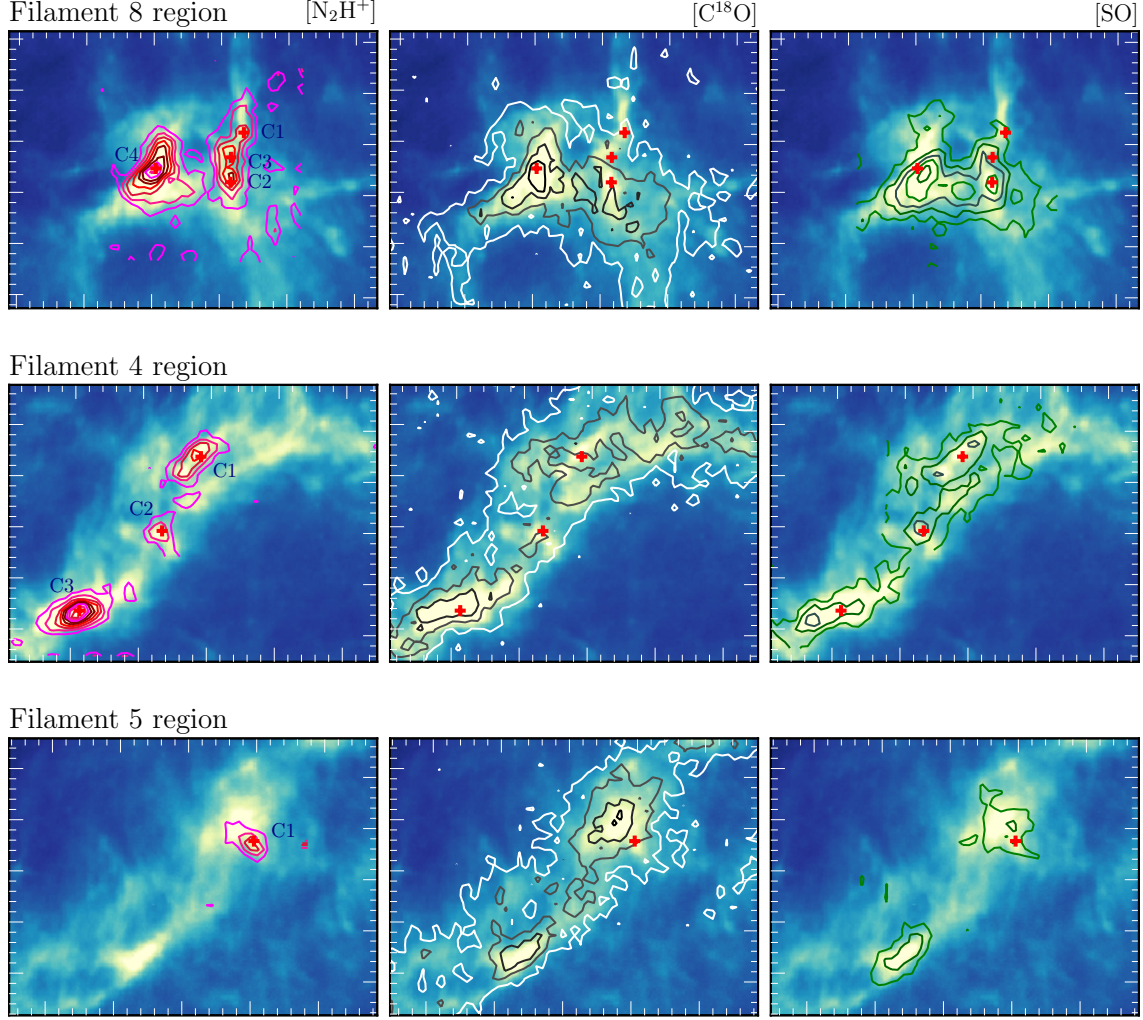 Filament 8 region [N₂H⁺] [C¹⁸O] [SO]
C1
C4
C3
C2
Filament 4 region
C1
C2
C3
Filament 5 region
C1